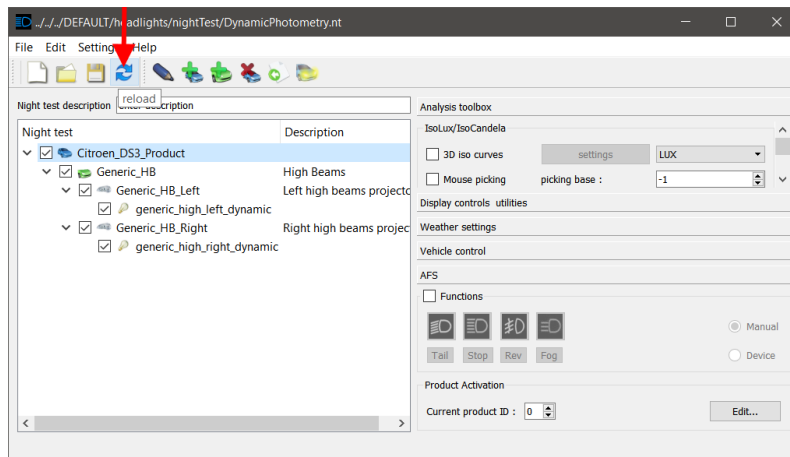 ../../../DEFAULT/headlights/nightTest/DynamicPhotometry.nt
File Edit Settings Help
reload
Night test description
Night test Description
Citroen_DS3_Product
Generic_HB High Beams
Generic_HB_Left Left high beams projecto
generic_high_left_dynamic
Generic_HB_Right Right high beams projec
generic_high_right_dynamic
Analysis toolbox
IsoLux/IsoCandela
3D iso curves settings LUX
Mouse picking picking base : -1
Display controls utilities
Weather settings
Vehicle control
AFS
Functions
Manual
Tail Stop Rev Fog Device
Product Activation
Current product ID : 0 Edit...